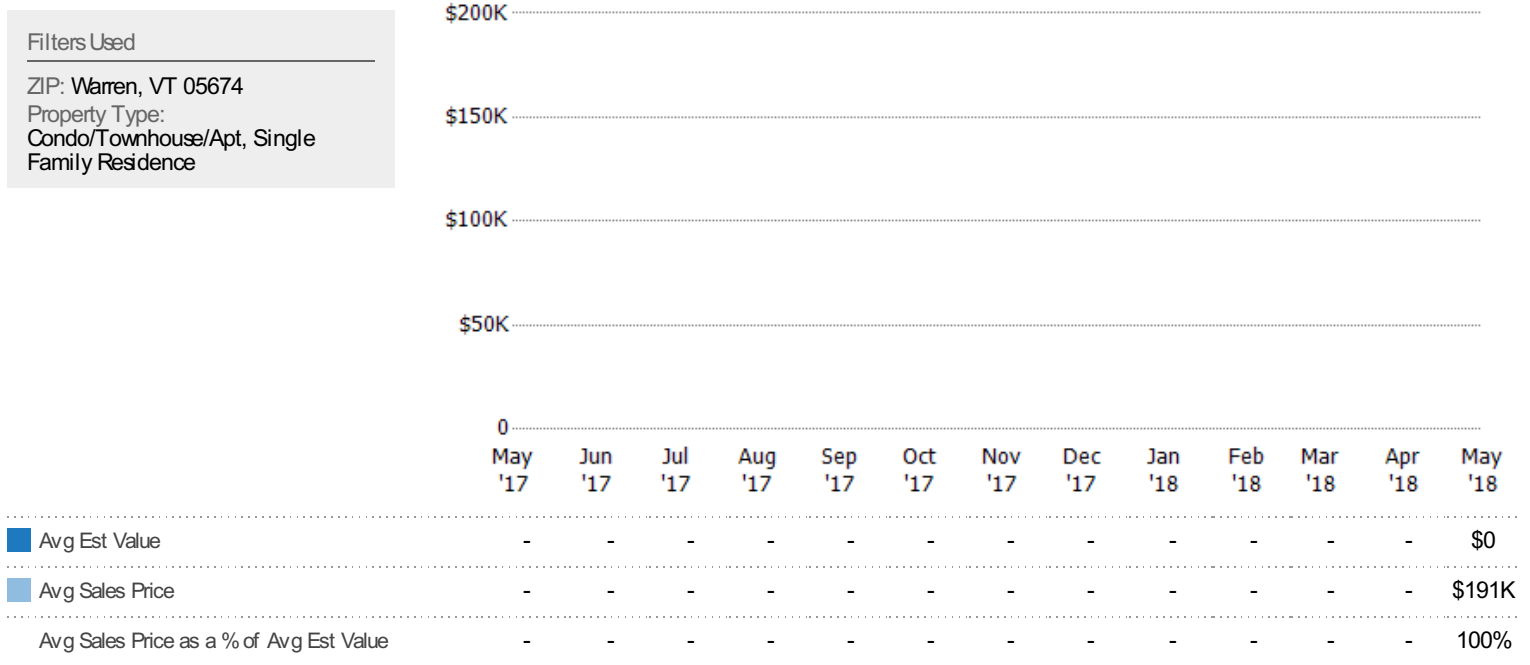 Filters Used
ZIP: Warren, VT 05674
Property Type:
Condo/Townhouse/Apt, Single
Family Residence
$200K
$150K
$100K
$50K
0
May Jun Jul Aug Sep Oct Nov Dec Jan Feb Mar Apr May
'17 '17 '17 '17 '17 '17 '17 '17 '18 '18 '18 '18 '18
Avg Est Value - - - - - - - - - - - - $0
Avg Sales Price - - - - - - - - - - - - $191K
Avg Sales Price as a % of Avg Est Value - - - - - - - - - - - - 100%